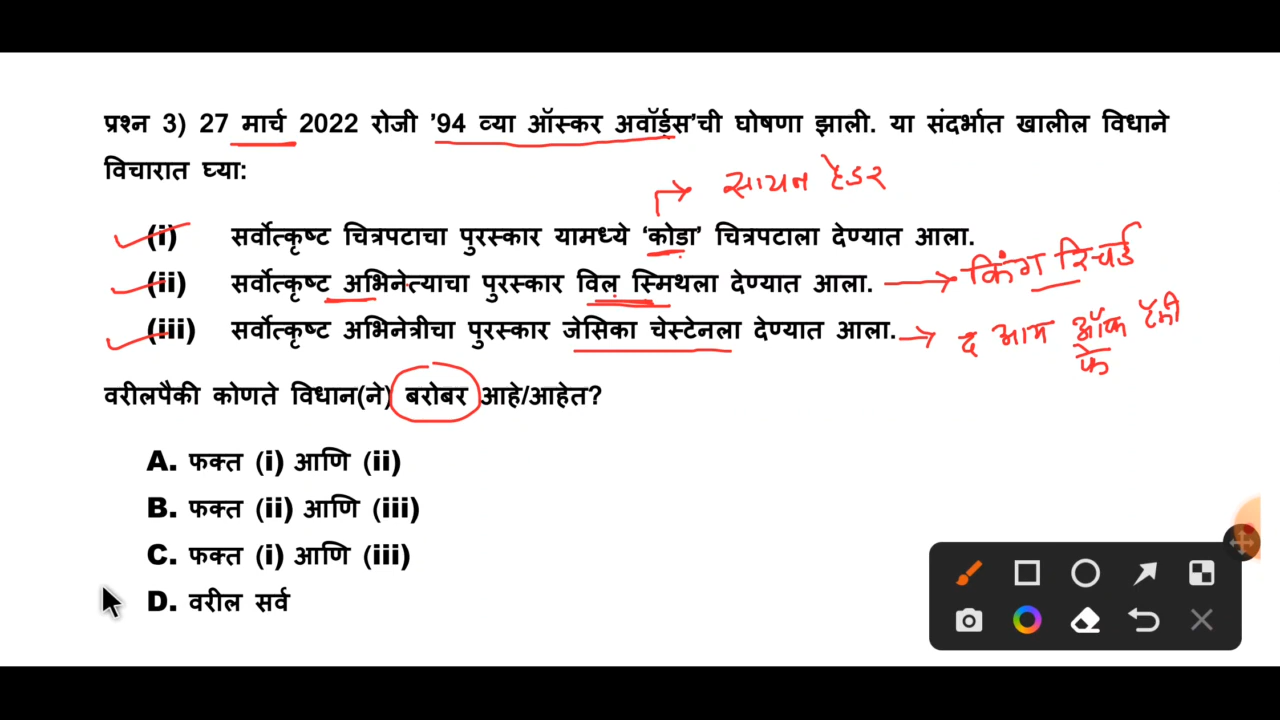 प्रश्न 3) 27 मार्च 2022 रोजी '94 व्या ऑस्कर अवॉर्ड्स'ची घोषणा झाली. या संदर्भात खालील विधाने
विचारात घ्या:
सायन हेडर
(i) सर्वोत्कृष्ट चित्रपटाचा पुरस्कार यामध्ये 'कोडा' चित्रपटाला देण्यात आला.
(ii) सर्वोत्कृष्ट अभिनेत्याचा पुरस्कार विल स्मिथला देण्यात आला. किंग रिचर्ड
(iii) सर्वोत्कृष्ट अभिनेत्रीचा पुरस्कार जेसिका चेस्टेनला देण्यात आला. द आय ऑफ टॅमी
फे
वरीलपैकी कोणते विधान(ने) बरोबर आहे/आहेत?
A. फक्त (i) आणि (ii)
B. फक्त (ii) आणि (iii)
C. फक्त (i) आणि (iii)
D. वरील सर्व